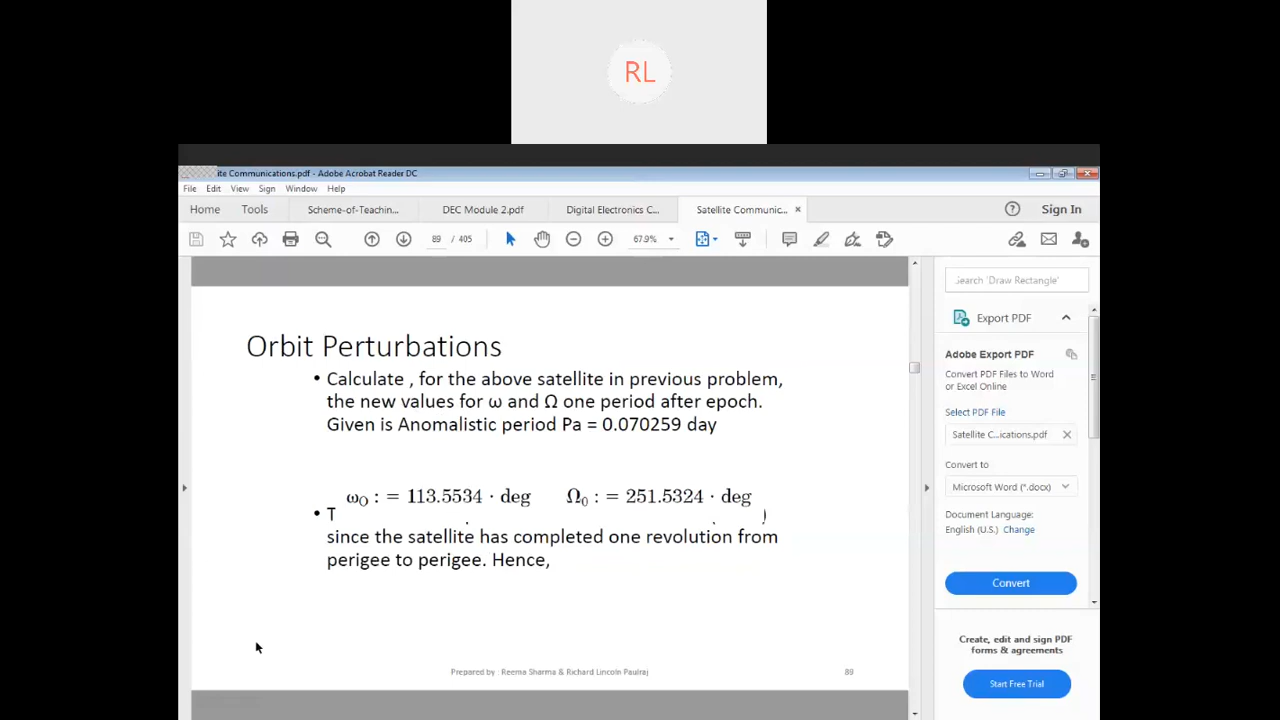 RL
ite Communications.pdf - Adobe Acrobat Reader DC
File Edit View Sign Window Help
Home Tools Scheme-of-Teachin... DEC Module 2.pdf Digital Electronics C... Satellite Communic... × Sign In
89 / 405 67.9%
Search 'Draw Rectangle'
Export PDF
Adobe Export PDF
Convert PDF Files to Word
or Excel Online
Select PDF File
Satellite C...ications.pdf ×
Convert to
Microsoft Word (*.docx)
Document Language:
English (U.S.) Change
Convert
Create, edit and sign PDF
forms & agreements
Start Free Trial
Orbit Perturbations
• Calculate , for the above satellite in previous problem,
the new values for ω and Ω one period after epoch.
Given is Anomalistic period Pa = 0.070259 day
ω₀ : = 113.5534 · deg Ω₀ : = 251.5324 · deg
• T
since the satellite has completed one revolution from
perigee to perigee. Hence,
Prepared by : Reema Sharma & Richard Lincoln Paulraj 89